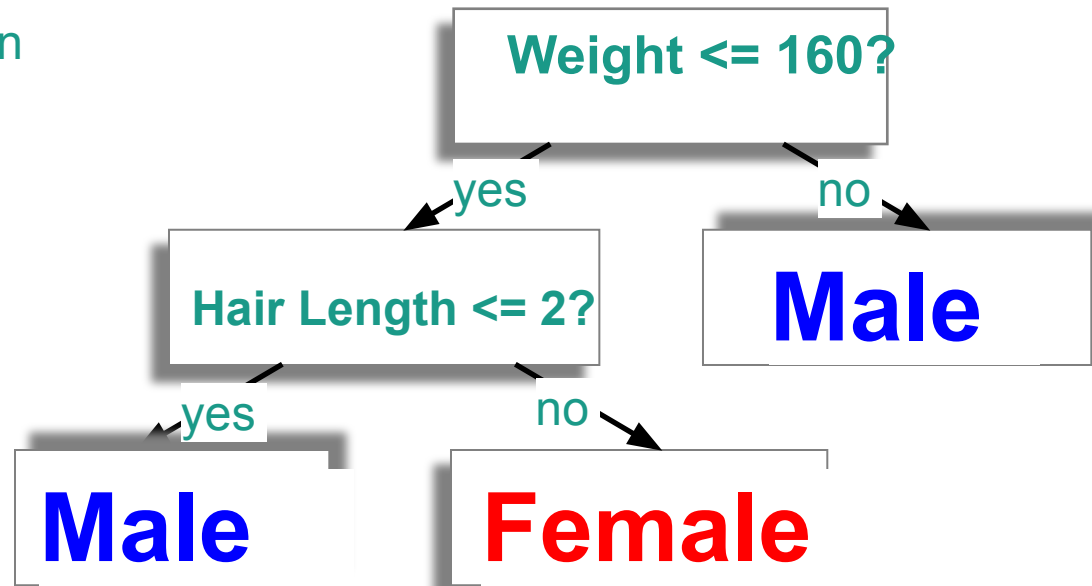 n
Weight <= 160?
yes
no
Hair Length <= 2?
Male
yes
no
Male
Female